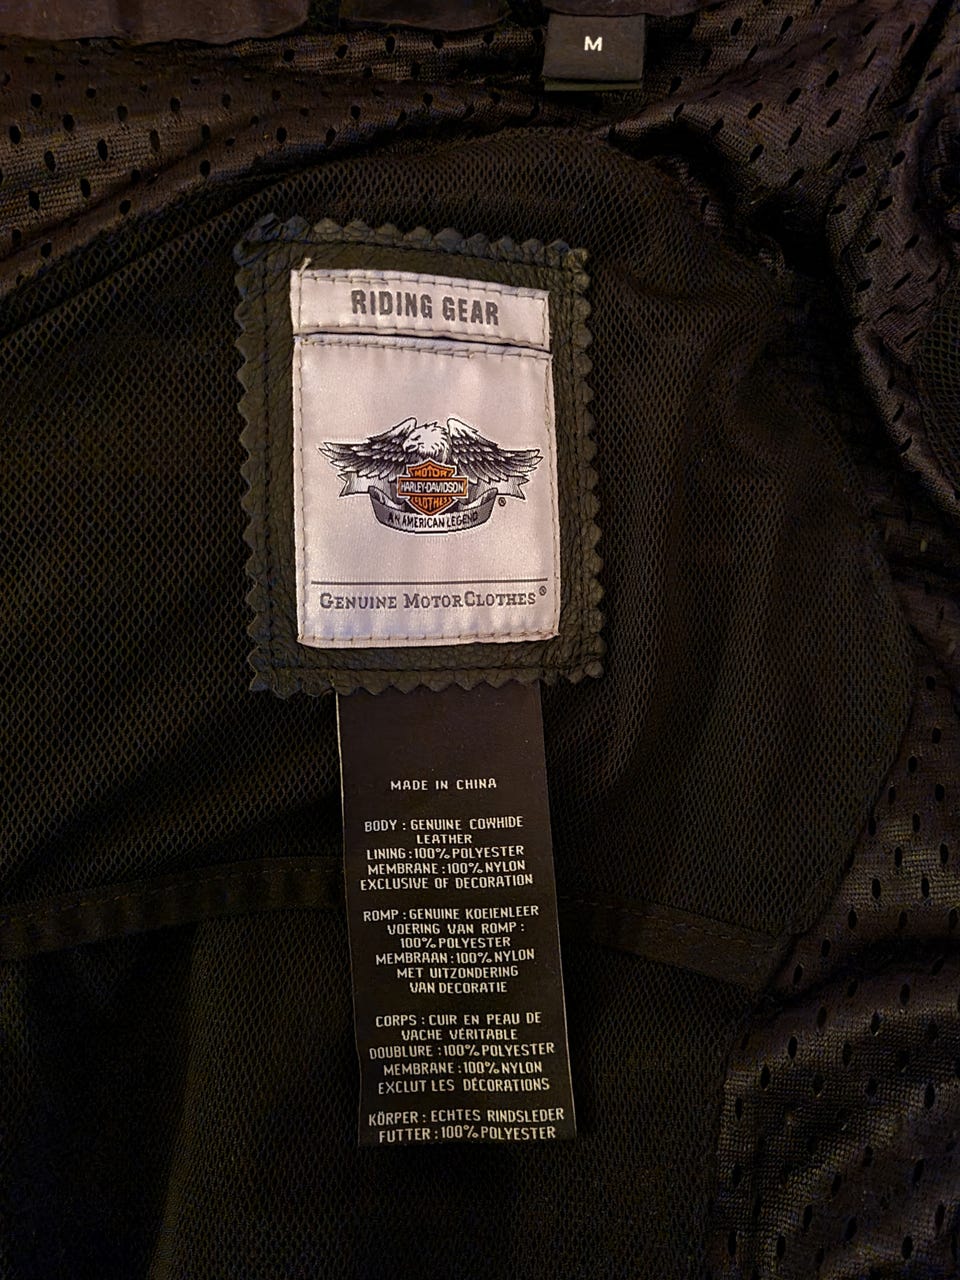 M
RIDING GEAR
MOTOR
HARLEY-DAVIDSON
CLOTHES
®
AN AMERICAN LEGEND
GENUINE MOTORCLOTHES®
MADE IN CHINA
BODY : GENUINE COWHIDE
LEATHER
LINING : 100% POLYESTER
MEMBRANE : 100% NYLON
EXCLUSIVE OF DECORATION
ROMP : GENUINE KOEIENLEER
VOERING VAN ROMP :
100% POLYESTER
MEMBRAAN : 100% NYLON
MET UITZONDERING
VAN DECORATIE
CORPS : CUIR EN PEAU DE
VACHE VÉRITABLE
DOUBLURE : 100% POLYESTER
MEMBRANE : 100% NYLON
EXCLUT LES DÉCORATIONS
KÖRPER : ECHTES RINDSLEDER
FUTTER : 100% POLYESTER